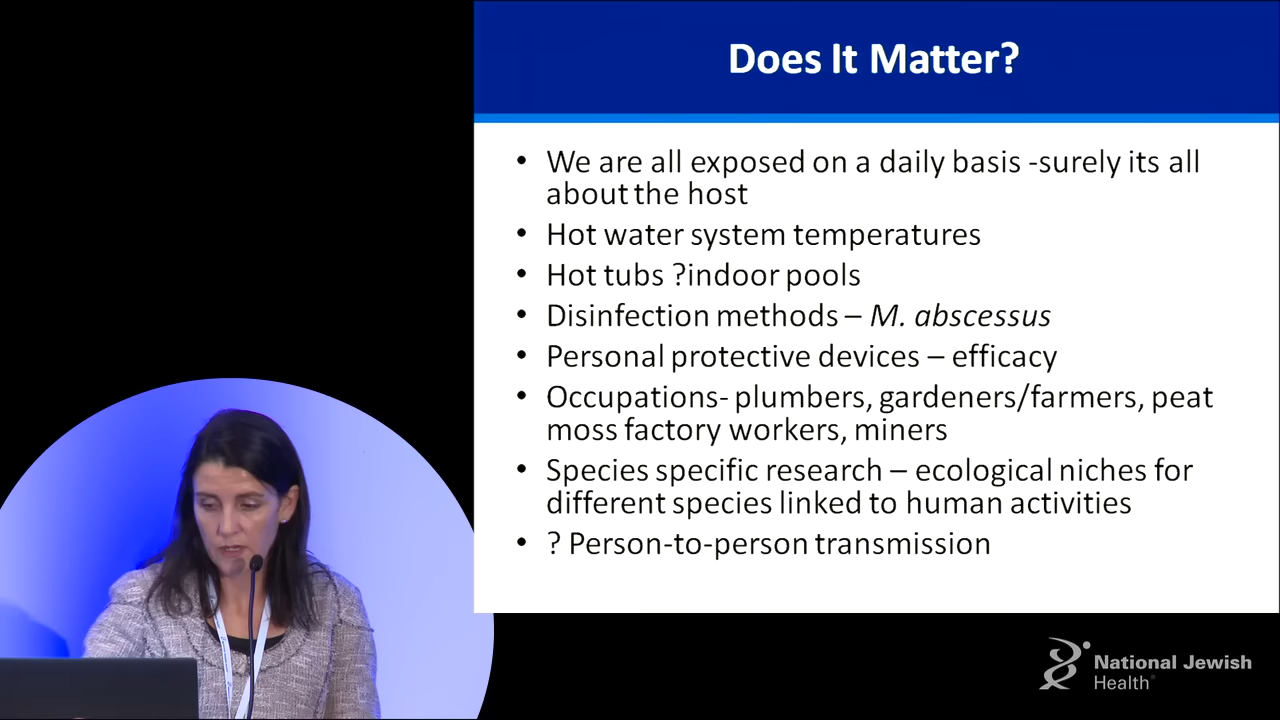 Does It Matter?
• We are all exposed on a daily basis -surely its all
about the host
• Hot water system temperatures
• Hot tubs ?indoor pools
• Disinfection methods – M. abscessus
• Personal protective devices – efficacy
• Occupations- plumbers, gardeners/farmers, peat
moss factory workers, miners
• Species specific research – ecological niches for
different species linked to human activities
• ? Person-to-person transmission
National Jewish
Health®